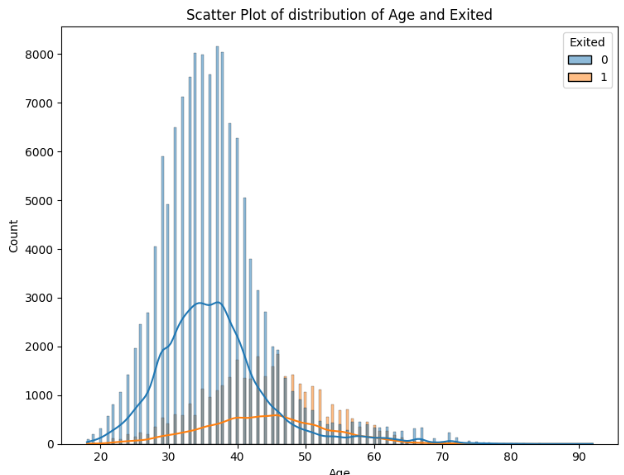 Scatter Plot of distribution of Age and Exited
Exited
0
1
8000
7000
6000
5000
4000
3000
2000
1000
0
Count
20 30 40 50 60 70 80 90
Age